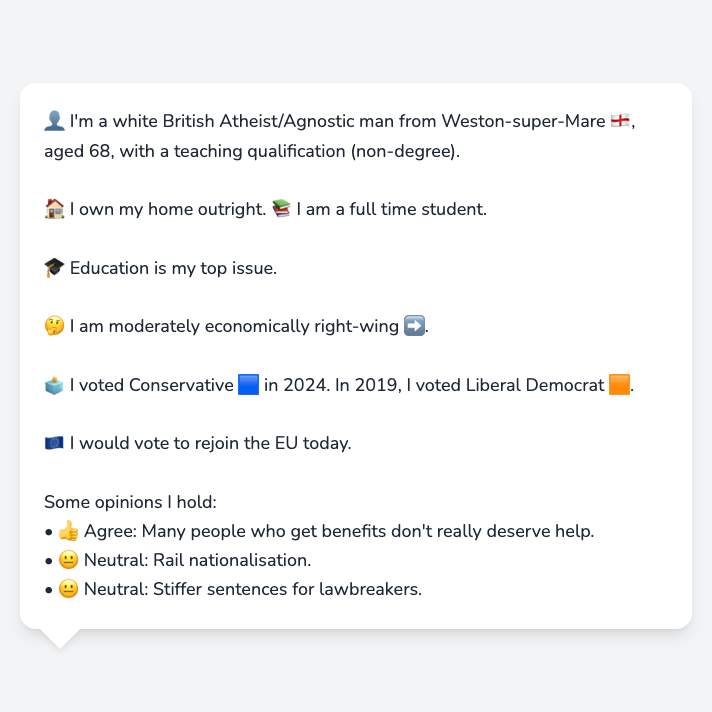 👤 I'm a white British Atheist/Agnostic man from Weston-super-Mare 🏴󠁧󠁢󠁥󠁮󠁧󠁿,
aged 68, with a teaching qualification (non-degree).
🏠 I own my home outright. 📚 I am a full time student.
🎓 Education is my top issue.
🤔 I am moderately economically right-wing ➡️.
🗳️ I voted Conservative 🟦 in 2024. In 2019, I voted Liberal Democrat 🟧.
🇪🇺 I would vote to rejoin the EU today.
Some opinions I hold:
• 👍 Agree: Many people who get benefits don't really deserve help.
• 😐 Neutral: Rail nationalisation.
• 😐 Neutral: Stiffer sentences for lawbreakers.